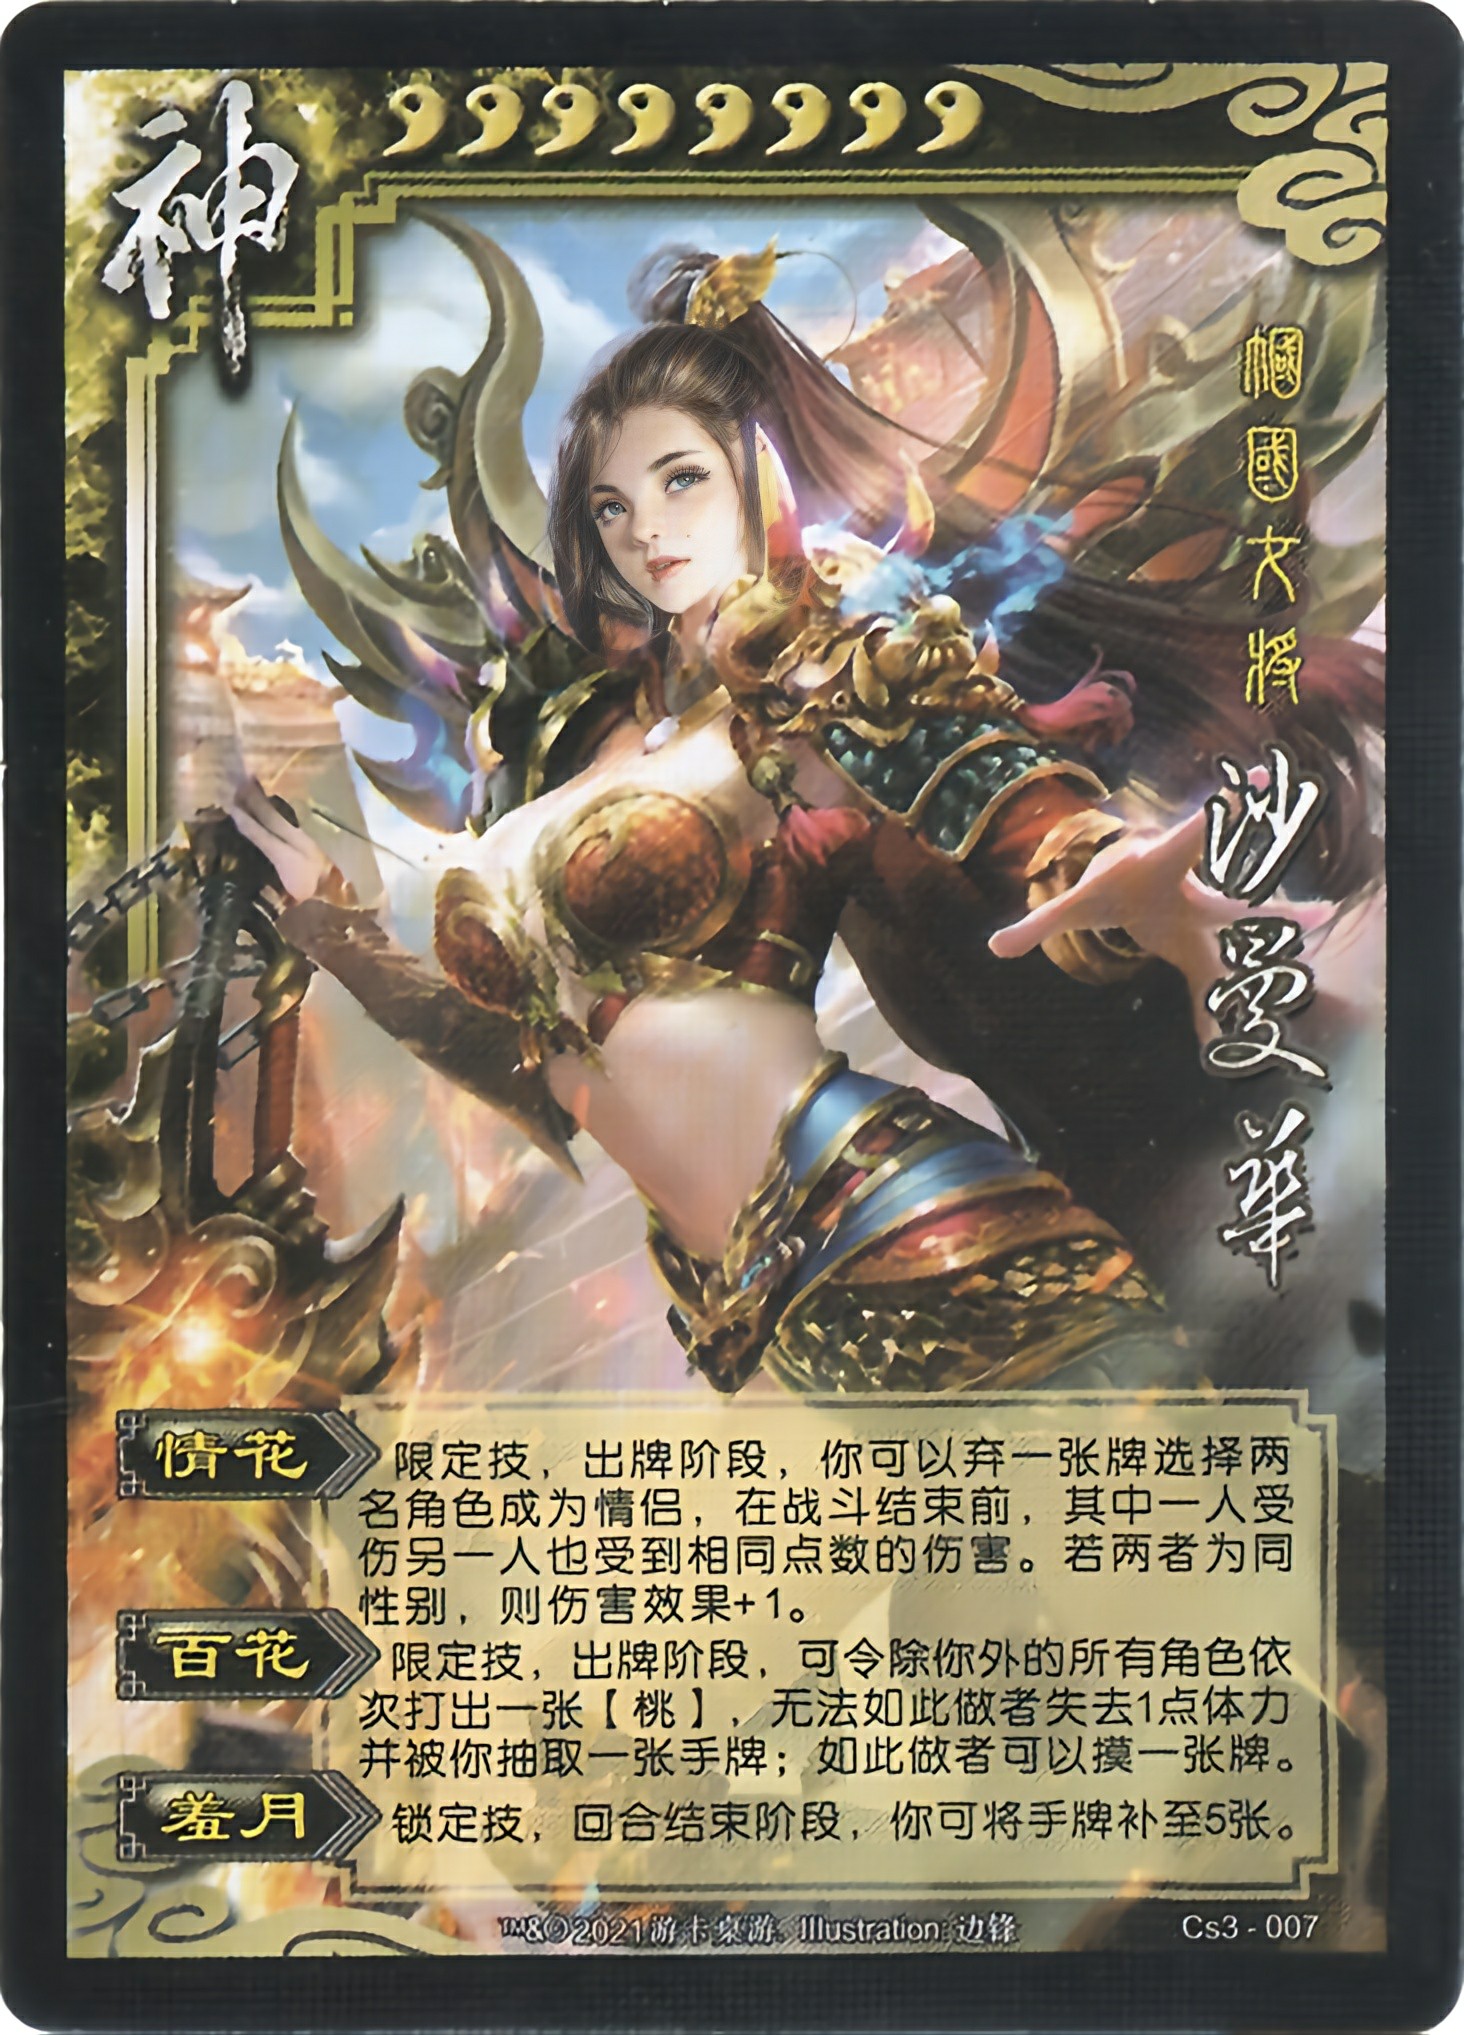 神
帼國女将
沙曼華
情花
限定技，出牌阶段，你可以弃一张牌选择两
名角色成为情侣，在战斗结束前，其中一人受
伤另一人也受到相同点数的伤害。若两者为同
性别，则伤害效果+1。
百花
限定技，出牌阶段，可令除你外的所有角色依
次打出一张【桃】，无法如此做者失去1点体力
并被你抽取一张手牌；如此做者可以摸一张牌。
羞月
锁定技，回合结束阶段，你可将手牌补至5张。
™&©2021游卡桌游. Illustration: 边锋
Cs3 - 007